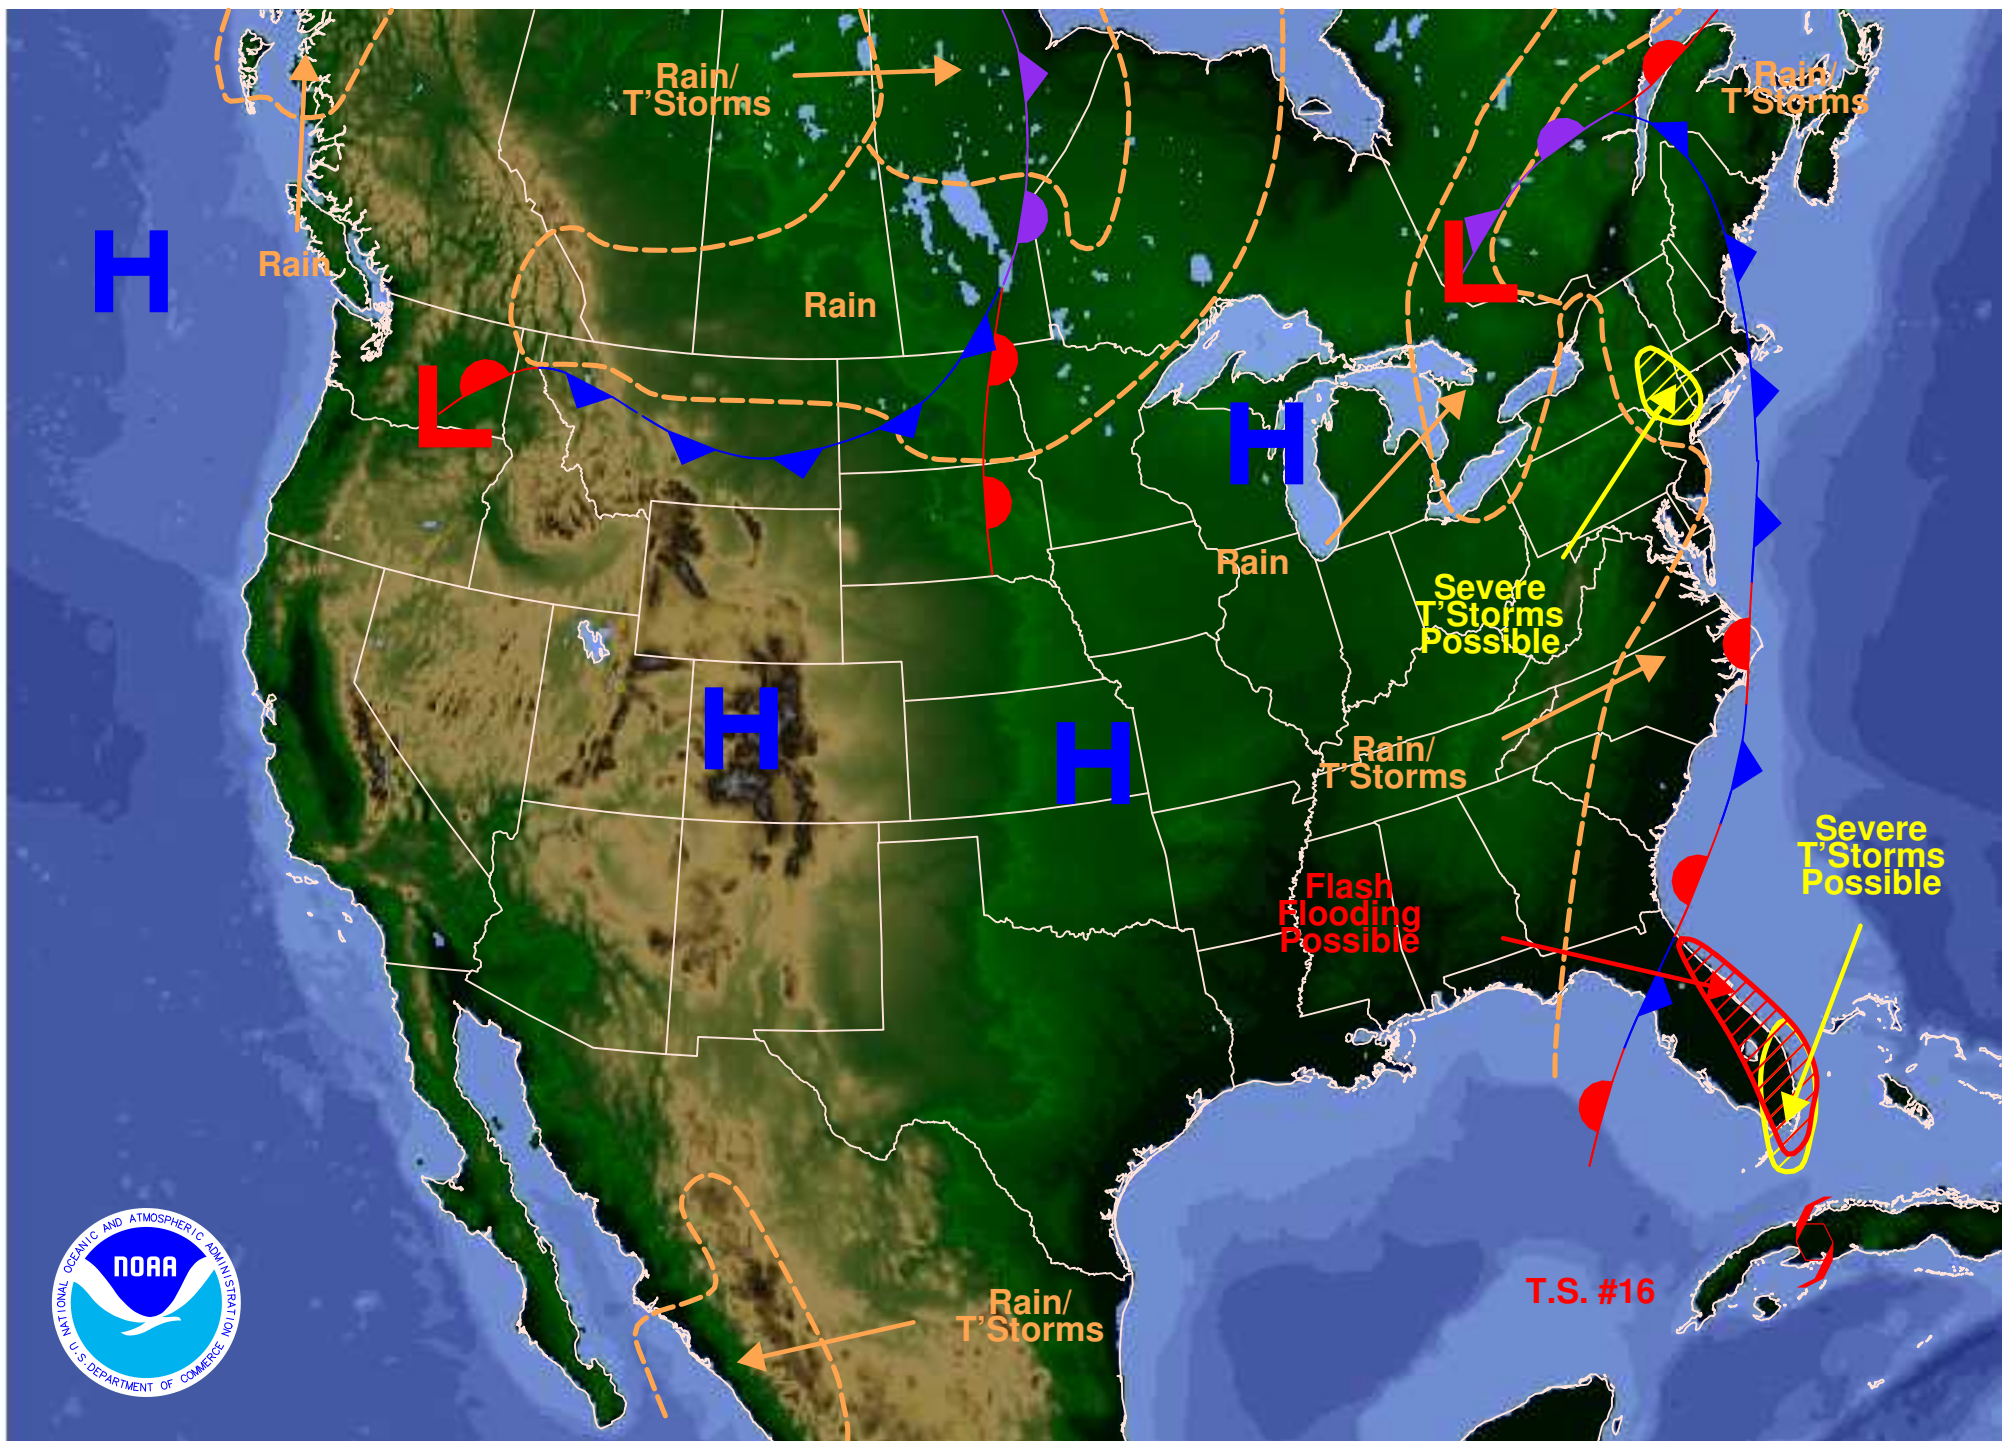 Rain/
T'Storms
Rain/
T'Storms
H
Rain
Rain
L
L
H
Rain
Severe
T'Storms
Possible
H
H
Rain/
T'Storms
Severe
T'Storms
Possible
Flash
Flooding
Possible
T.S. #16
Rain/
T'Storms
NATIONAL OCEANIC AND ATMOSPHERIC ADMINISTRATION
NOAA
U.S. DEPARTMENT OF COMMERCE